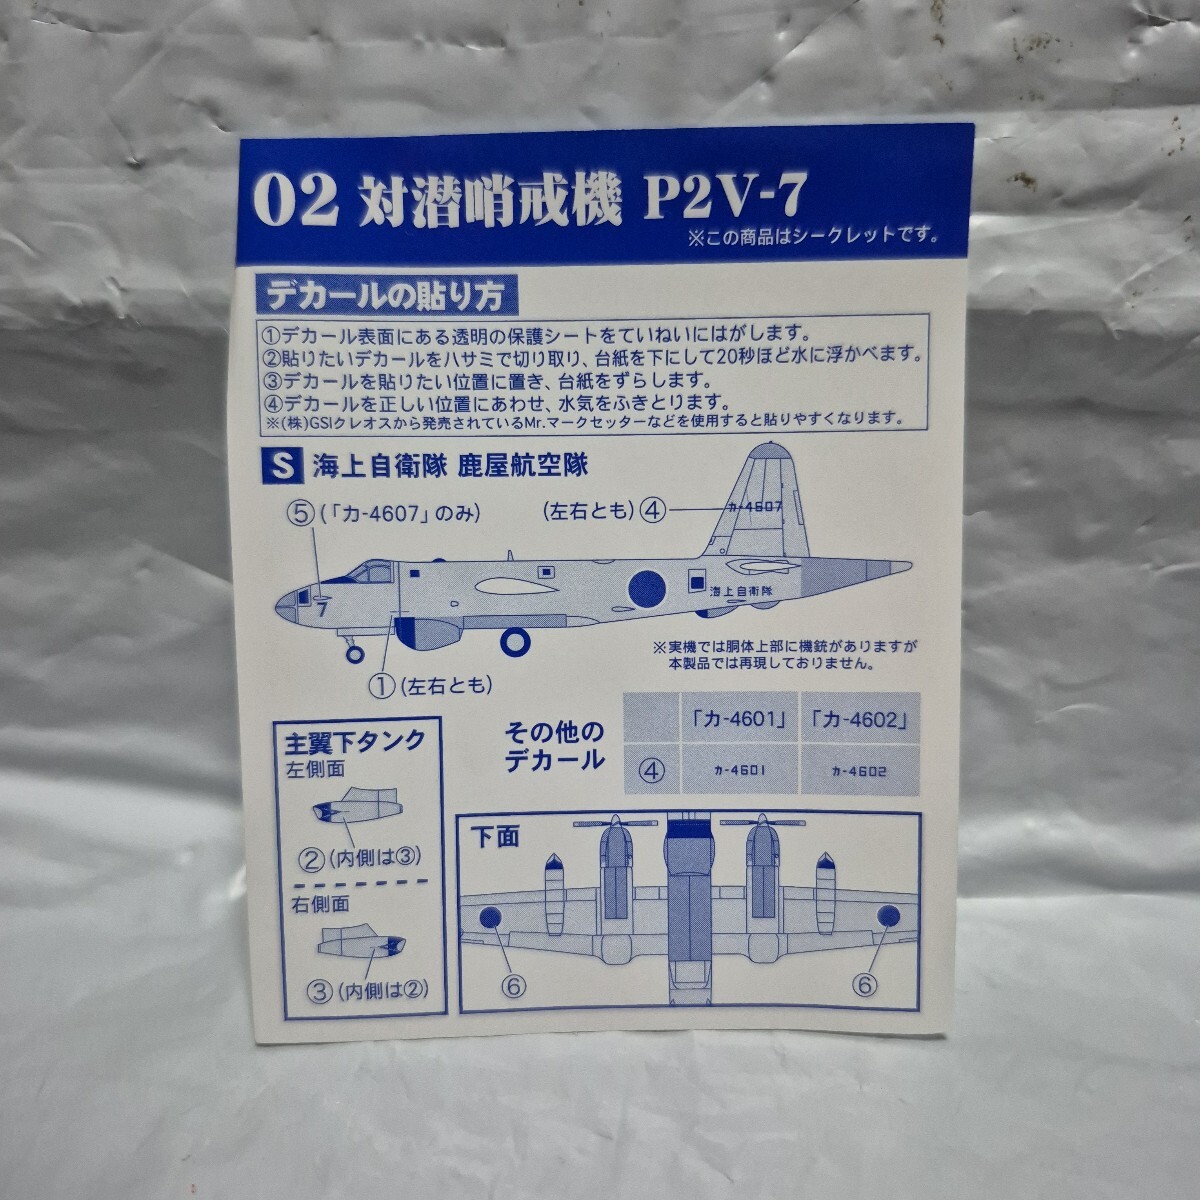 02 対潜哨戒機 P2V-7
※この商品はシークレットです。
デカールの貼り方
①デカール表面にある透明の保護シートをていねいにはがします。
②貼りたいデカールをハサミで切り取り、台紙を下にして20秒ほど水に浮かべます。
③デカールを貼りたい位置に置き、台紙をずらします。
④デカールを正しい位置にあわせ、水気をふきとります。
※(株)GSIクレオスから発売されているMr.マークセッターなどを使用すると貼りやすくなります。
S 海上自衛隊 鹿屋航空隊
⑤(「カ-4607」のみ)
(左右とも)④
カ-4607
7
海上自衛隊
①(左右とも)
※実機では胴体上部に機銃がありますが
本製品では再現しておりません。
その他の
デカール
「カ-4601」 「カ-4602」
④ カ-4601 カ-4602
主翼下タンク
左側面
②(内側は③)
右側面
③(内側は②)
下面
⑥ ⑥